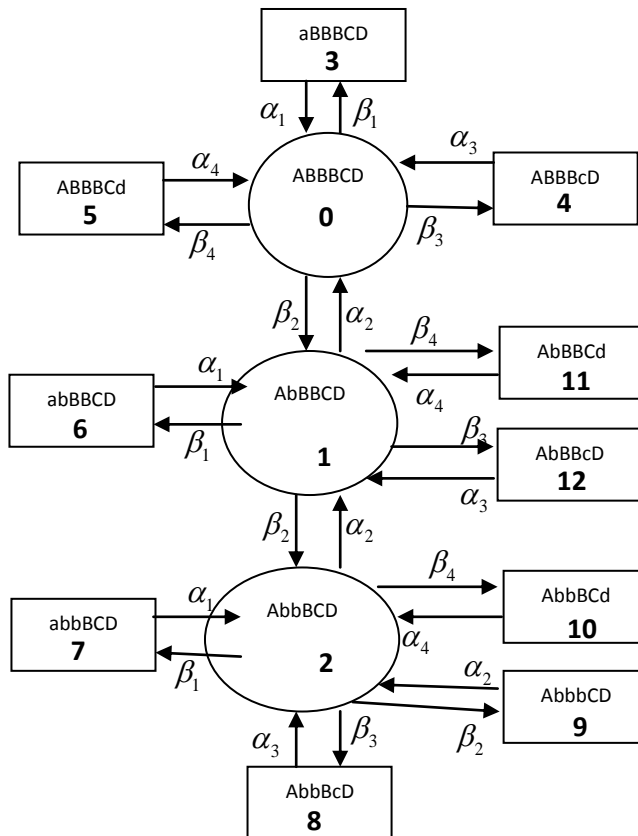 aBBBCD
3
α₁
β₁
α₄
ABBBCD
α₃
ABBBCd
5
0
ABBBcD
4
β₄
β₃
β₂
α₂
β₄
AbBBCd
11
α₁
α₄
abBBCD
6
AbBBCD
β₁
1
β₃
AbBBcD
12
α₃
β₂
α₂
β₄
AbbBCd
10
α₁
AbbBCD
abbBCD
7
α₄
β₁
2
α₂
AbbbCD
9
β₂
α₃
β₃
AbbBcD
8